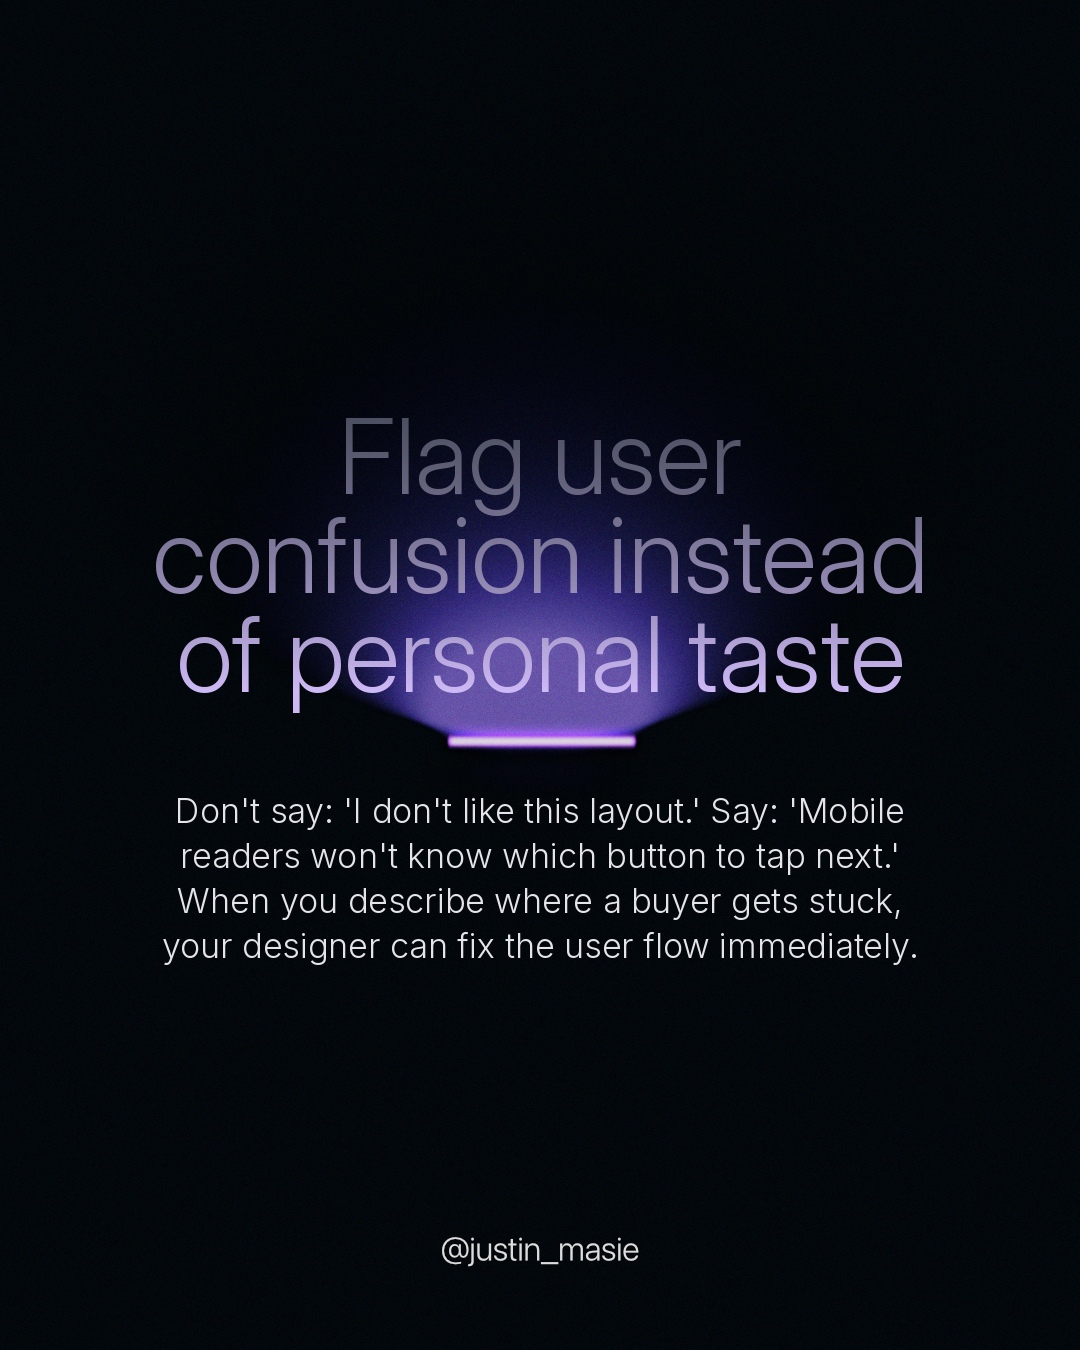 Flag user
confusion instead
of personal taste
Don't say: 'I don't like this layout.' Say: 'Mobile
readers won't know which button to tap next.'
When you describe where a buyer gets stuck,
your designer can fix the user flow immediately.
@justin_masie